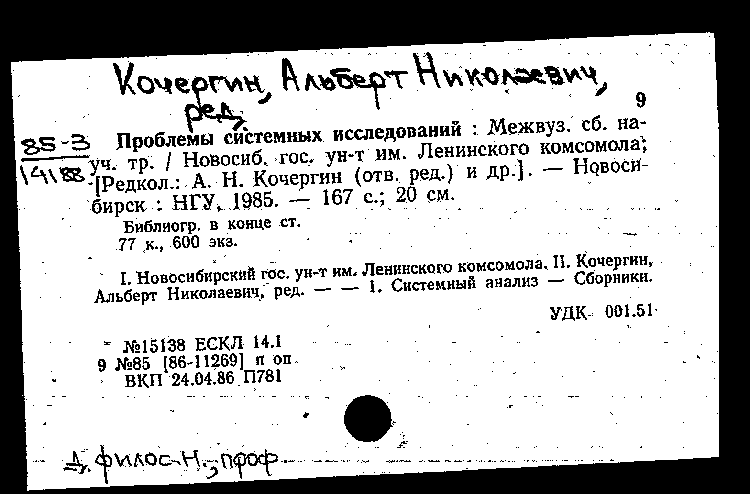 Кочергин, Альберт Николаевич,
ред.
9
85-3
14188
Проблемы системных исследований : Межвуз. сб. на-
уч. тр. / Новосиб. гос. ун-т им. Ленинского комсомола;
[Редкол.: А. Н. Кочергин (отв. ред.) и др.]. — Новоси-
бирск : НГУ, 1985. — 167 с.; 20 см.
Библиогр. в конце ст.
77 к., 600 экз.
I. Новосибирский гос. ун-т им. Ленинского комсомола. II. Кочергин,
Альберт Николаевич, ред. — — 1. Системный анализ — Сборники.
УДК 001.51
№15138 ЕСКЛ 14.1
9 №85 [86-11269] п оп
ВКП 24.04.86 П781
Д. филос. н., проф